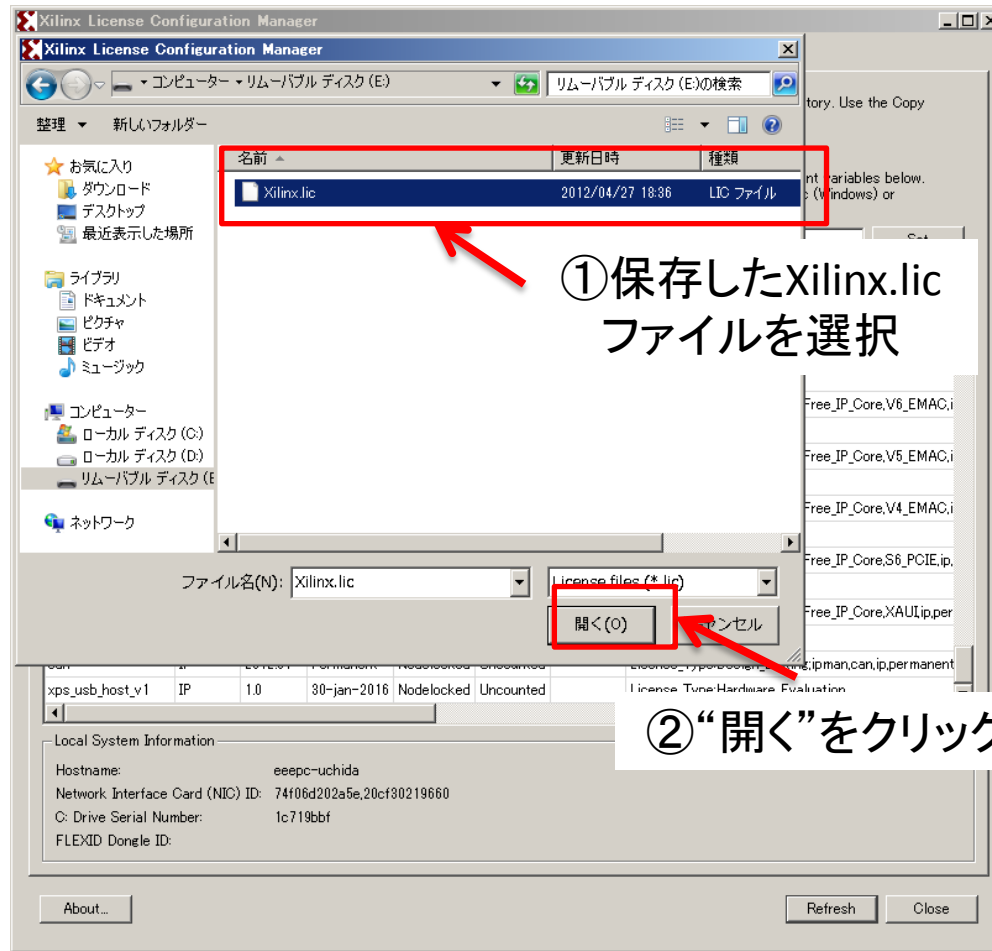 Xilinx License Configuration Manager
Xilinx License Configuration Manager
コンピューター リムーバブル ディスク (E:) リムーバブル ディスク (E:)の検索
tory. Use the Copy
整理 新しいフォルダー
名前 更新日時 種類
お気に入り
Xilinx.lic 2012/04/27 18:36 LIC ファイル
nt variables below.
(Windows) or
ダウンロード
デスクトップ
最近表示した場所
①保存したXilinx.lic
ファイルを選択
ライブラリ
ドキュメント
ピクチャ
ビデオ
ミュージック
コンピューター
ローカル ディスク (C:)
ローカル ディスク (D:)
リムーバブル ディスク (E
ネットワーク
Free_IP_Core,V6_EMAC,i
Free_IP_Core,V5_EMAC,i
Free_IP_Core,V4_EMAC,i
Free_IP_Core,S6_PCIE,ip,
Free_IP_Core,XAUI,ip,per
ファイル名(N): Xilinx.lic License files (*.lic)
開く(O) キャンセル
ipman,can,ip,permanent
xps_usb_host_v1 IP 1.0 30-jan-2016 Nodelocked Uncounted License_Type:Hardware_Evaluation
②“開く”をクリック
Local System Information
Hostname: eeepc-uchida
Network Interface Card (NIC) ID: 74f06d202a5e,20cf30219660
C: Drive Serial Number: 1c719bbf
FLEXID Dongle ID:
About... Refresh Close